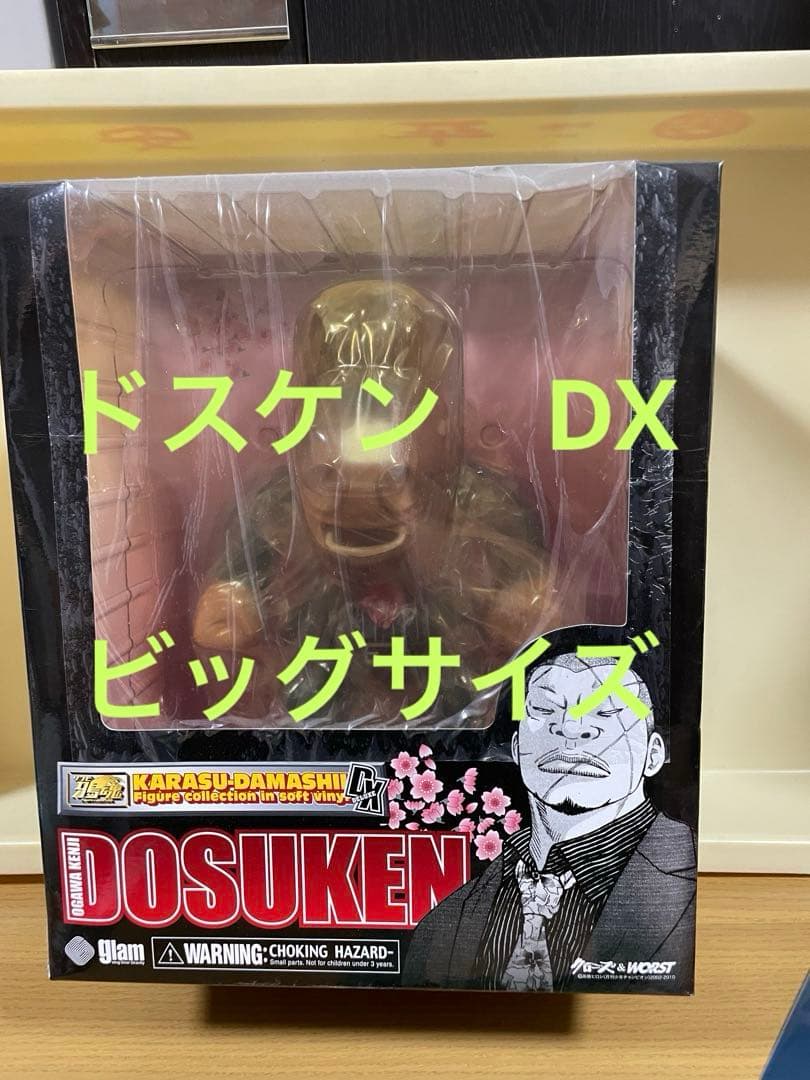 ドスケン DX
ビッグサイズ
KARASU-DAMASHII
Figure collection in soft vinyl
DX
DELUXE
OGAWA KENJI
DOSUKEN
glam
WARNING: CHOKING HAZARD-
Small parts. Not for children under 3 years.
クローズ & WORST